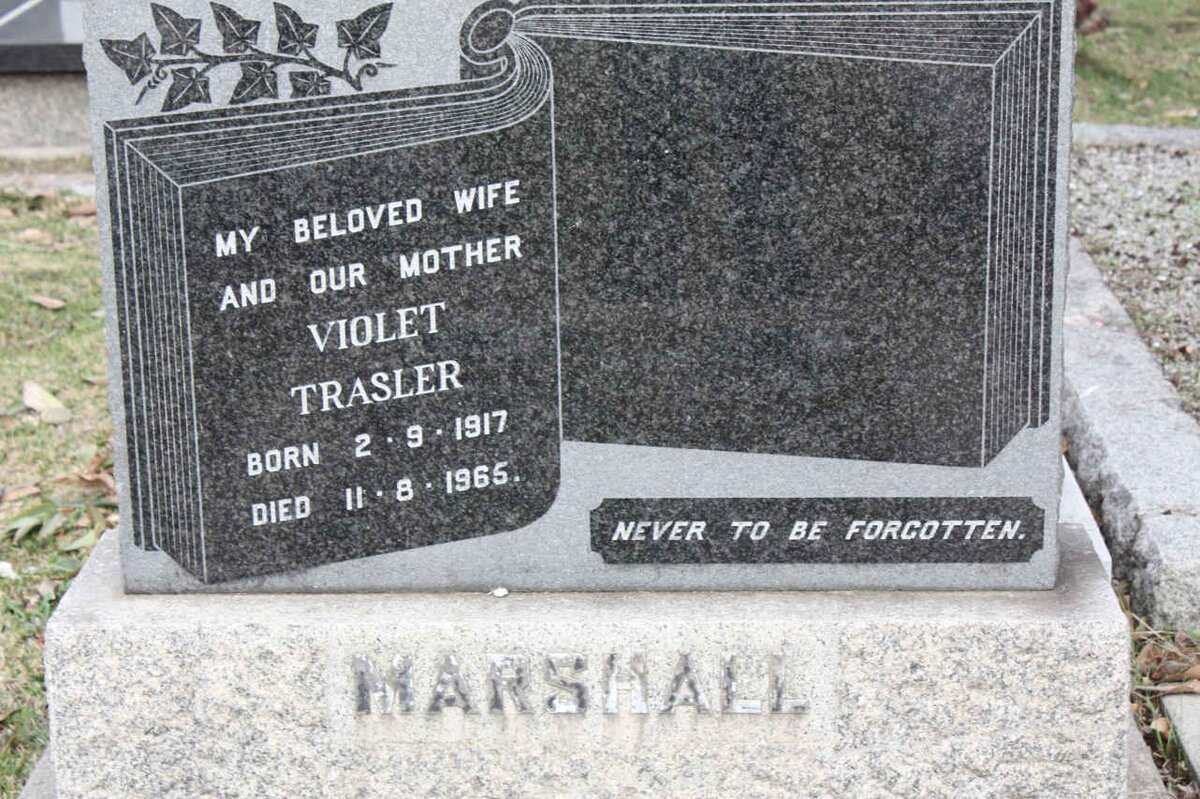 MY BELOVED WIFE
AND OUR MOTHER
VIOLET
TRASLER
BORN 2·9·1917
DIED 11·8·1965.
NEVER TO BE FORGOTTEN.
MARSHALL